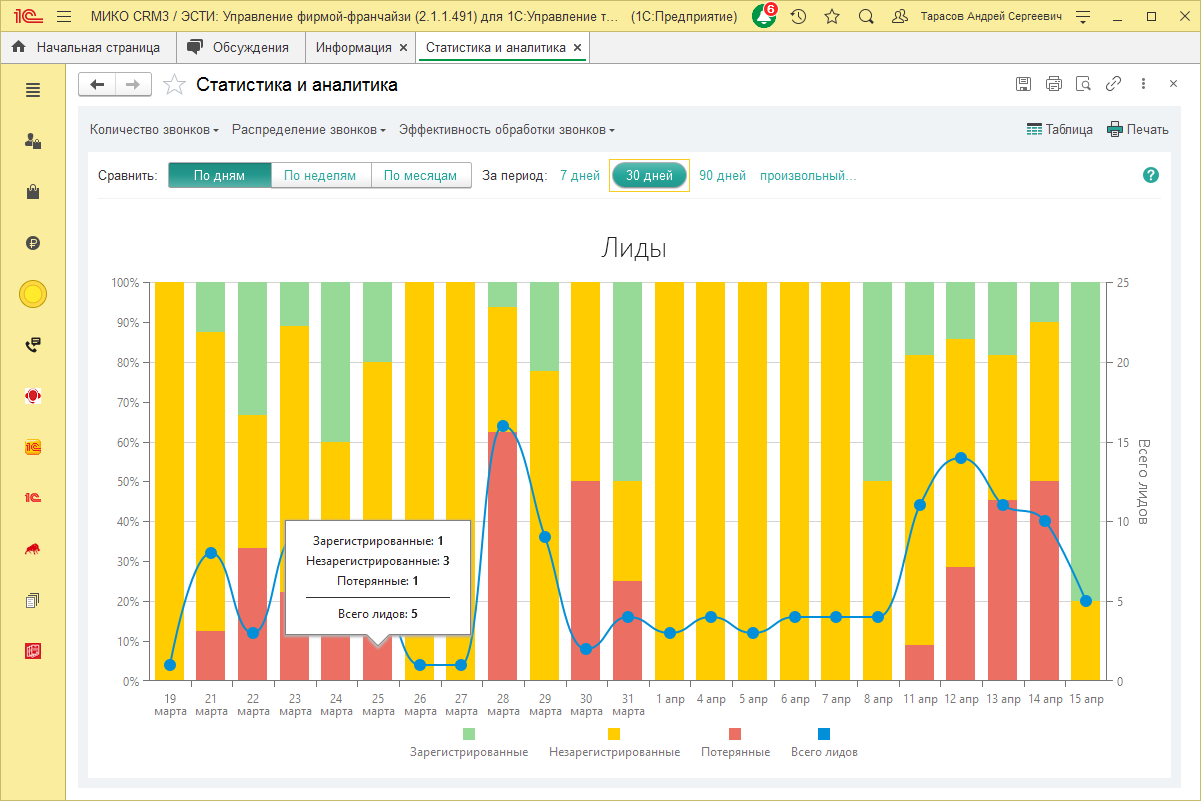 1С МИКО CRM3 / ЭСТИ: Управление фирмой-франчайзи (2.1.1.491) для 1С:Управление т... (1С:Предприятие) 6 Тарасов Андрей Сергеевич
Начальная страница Обсуждения Информация × Статистика и аналитика ×
Статистика и аналитика
Количество звонков Распределение звонков Эффективность обработки звонков Таблица Печать
Сравнить: По дням По неделям По месяцам За период: 7 дней 30 дней 90 дней произвольный... ?
Лиды
100% 25
90%
80% 20
70%
60% 15
50%
40% 10
30%
20% 5
10%
0% 0
Всего лидов
Зарегистрированные: 1
Незарегистрированные: 3
Потерянные: 1
Всего лидов: 5
19 марта 21 марта 22 марта 23 марта 24 марта 25 марта 26 марта 27 марта 28 марта 29 марта 30 марта 31 марта 1 апр 4 апр 5 апр 6 апр 7 апр 8 апр 11 апр 12 апр 13 апр 14 апр 15 апр
Зарегистрированные Незарегистрированные Потерянные Всего лидов
₽
1С
1С